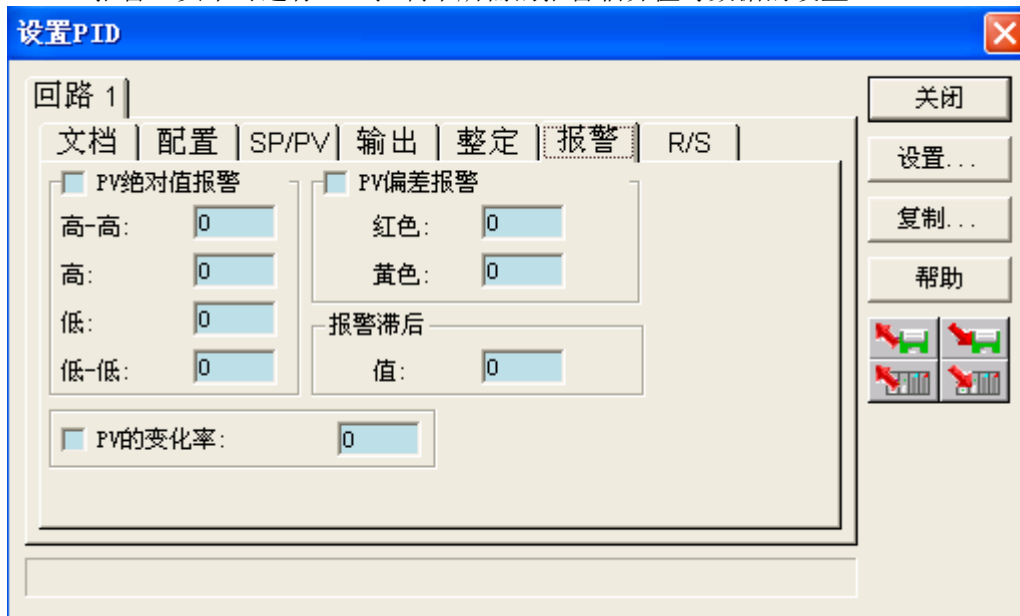 设置PID
回路 1
文档 配置 SP/PV 输出 整定 报警 R/S
PV绝对值报警
高-高: 0
高: 0
低: 0
低-低: 0
PV偏差报警
红色: 0
黄色: 0
报警滞后
值: 0
PV的变化率: 0
关闭
设置...
复制...
帮助